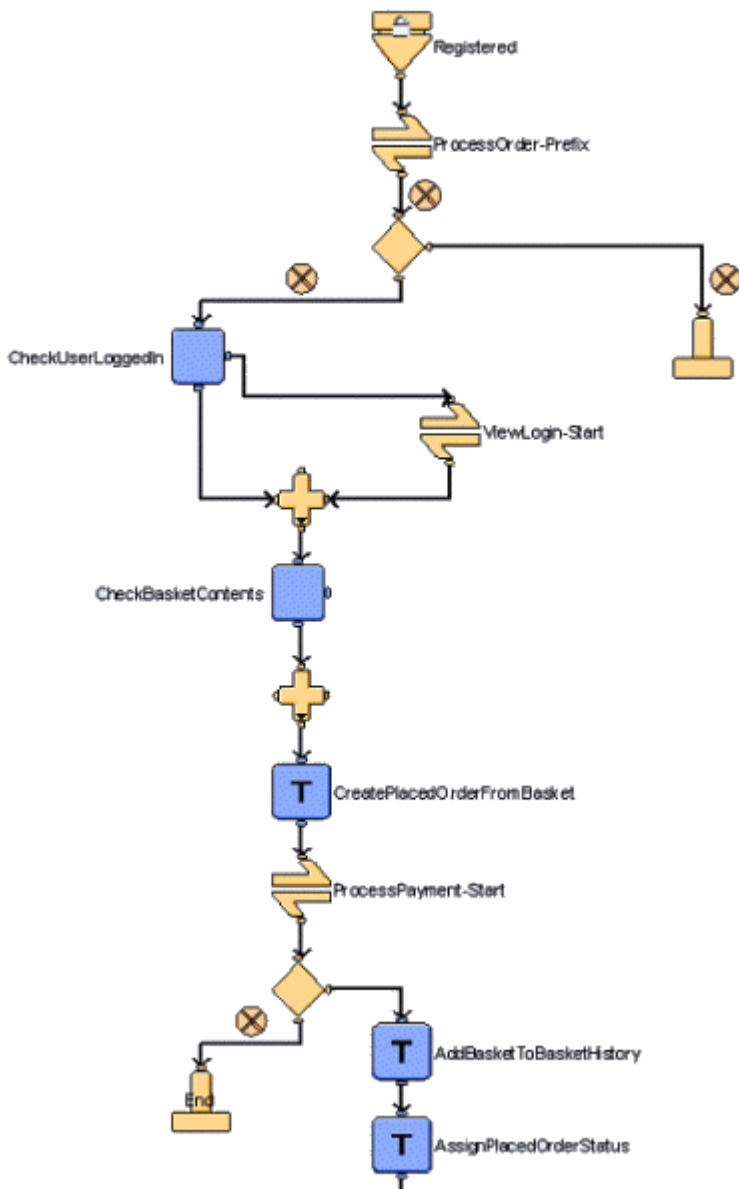 Registered
ProcessOrder-Prefix
CheckUserLoggedIn
ViewLogin-Start
CheckBasketContents
T
CreatePlacedOrderFromBasket
ProcessPayment-Start
T
AddBasketToBasketHistory
End
T
AssignPlacedOrderStatus